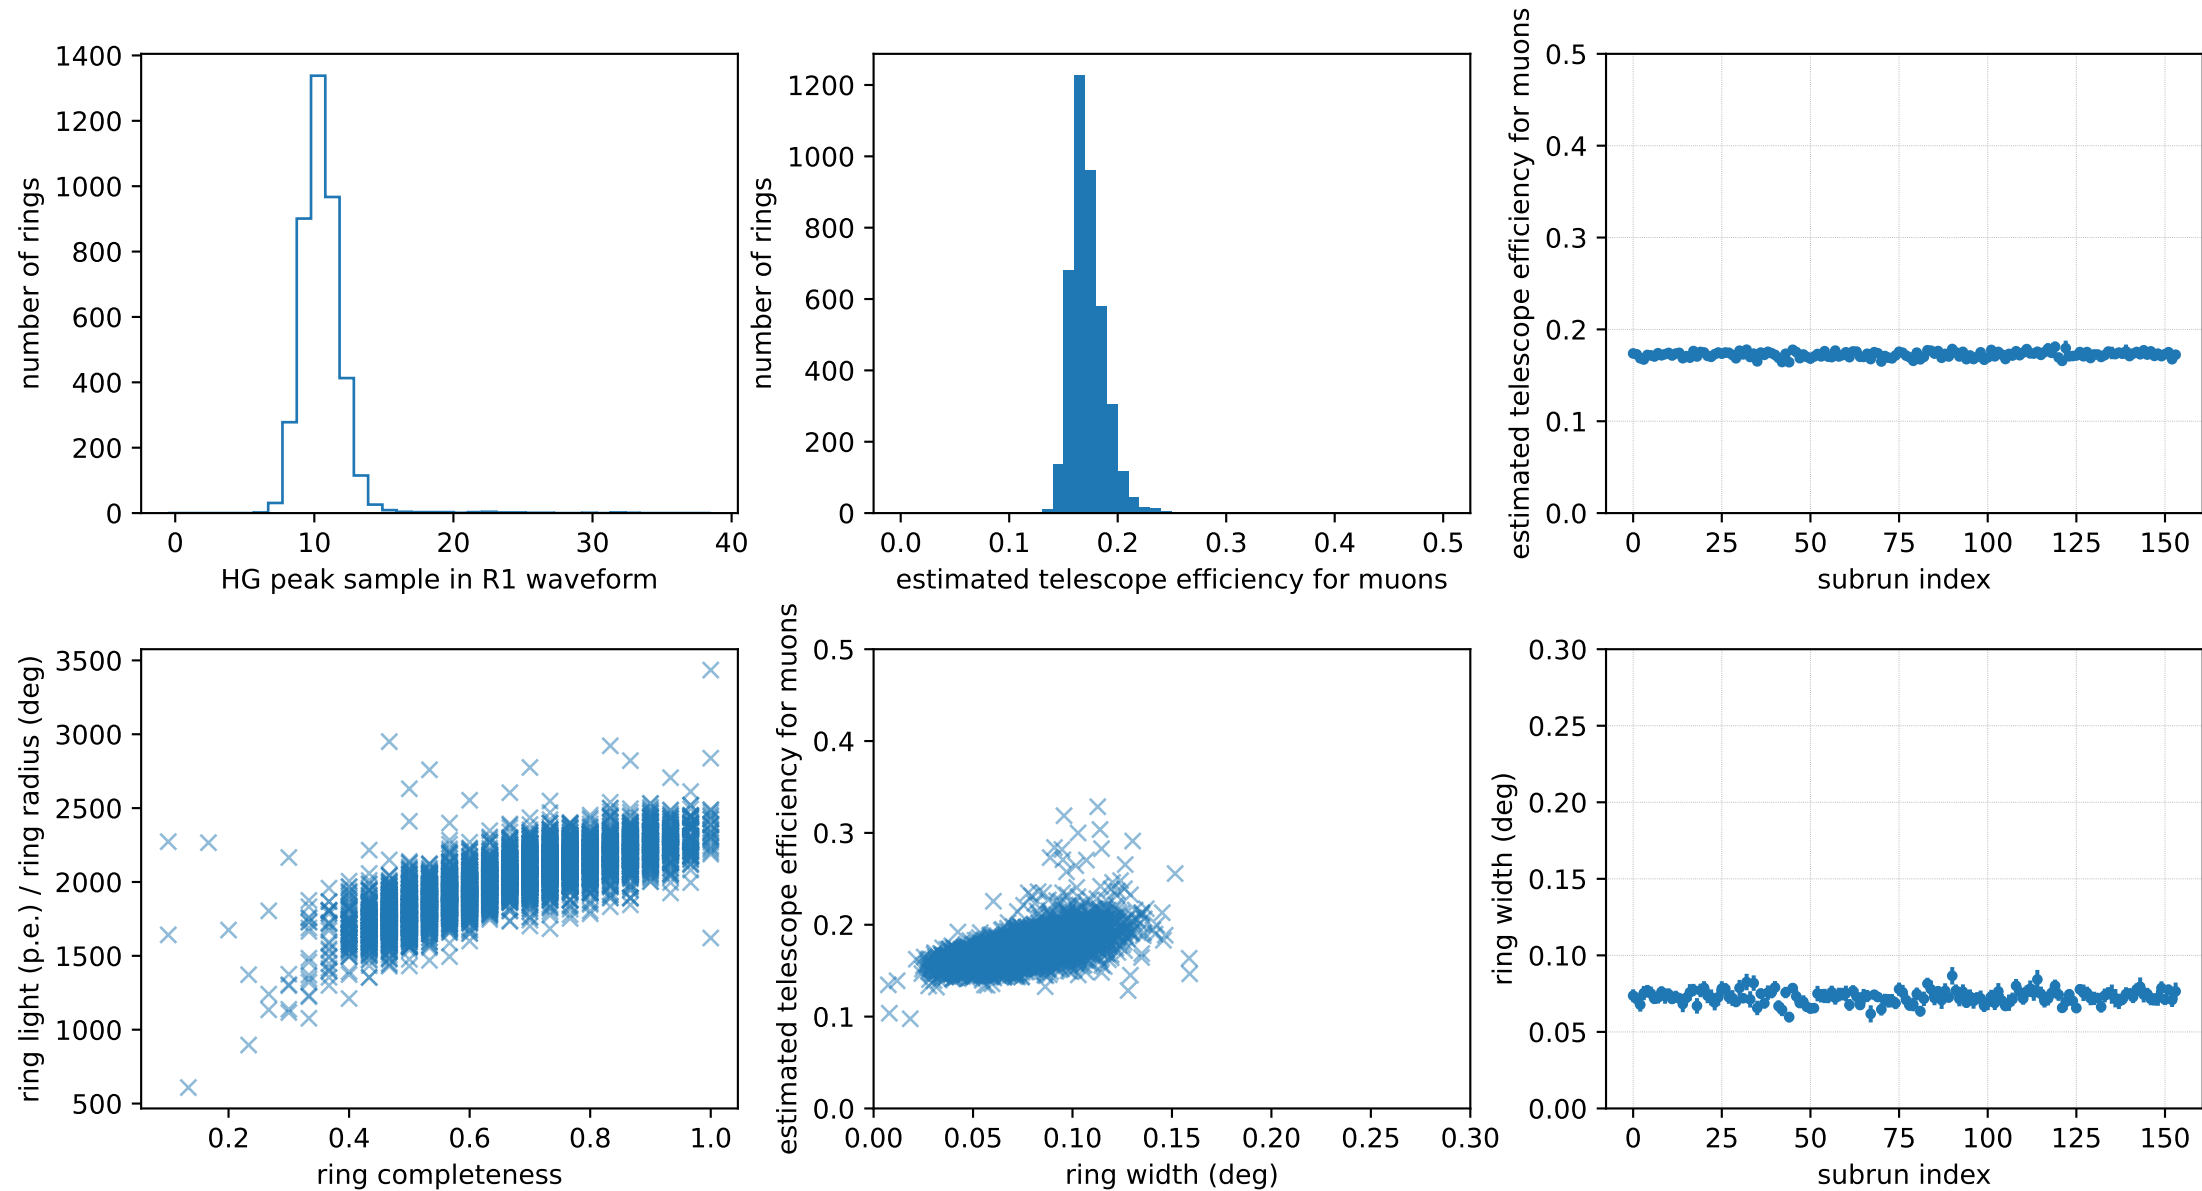 1400
1200
1000
800
600
400
200
0
number of rings
0 10 20 30 40
HG peak sample in R1 waveform
1200
1000
800
600
400
200
0
number of rings
0.0 0.1 0.2 0.3 0.4 0.5
estimated telescope efficiency for muons
0.5
0.4
0.3
0.2
0.1
0.0
estimated telescope efficiency for muons
0 25 50 75 100 125 150
subrun index
3500
3000
2500
2000
1500
1000
500
ring light (p.e.) / ring radius (deg)
0.2 0.4 0.6 0.8 1.0
ring completeness
0.5
0.4
0.3
0.2
0.1
0.0
estimated telescope efficiency for muons
0.00 0.05 0.10 0.15 0.20 0.25 0.30
ring width (deg)
0.30
0.25
0.20
0.15
0.10
0.05
0.00
ring width (deg)
0 25 50 75 100 125 150
subrun index